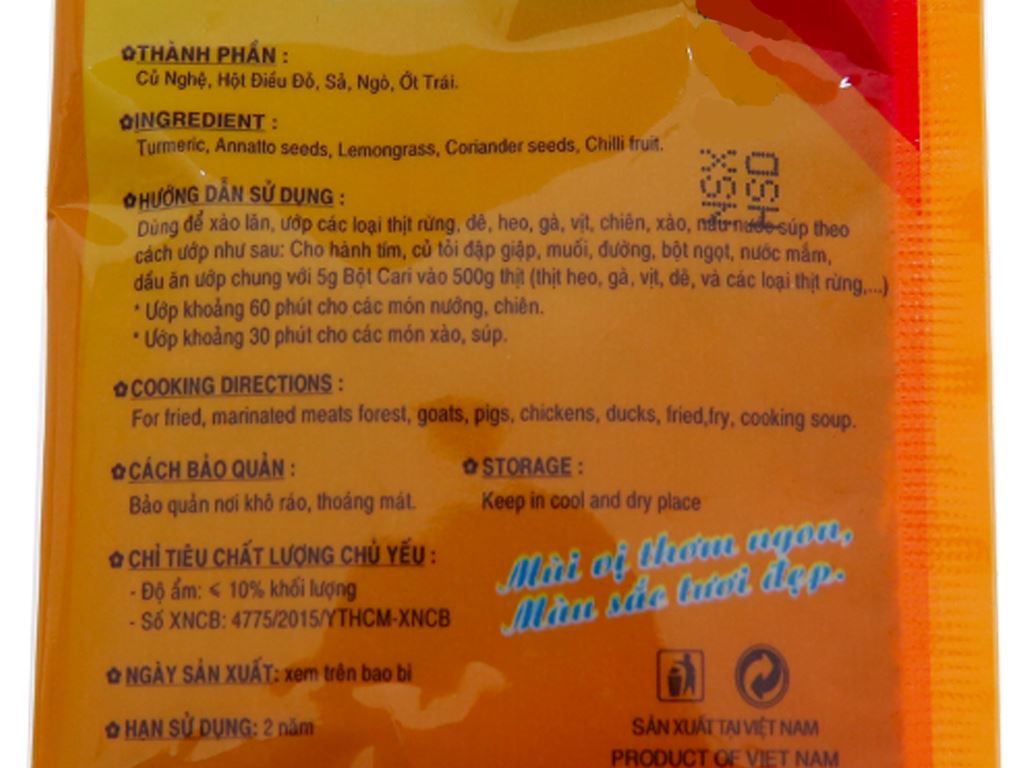 ✿THÀNH PHẦN :
Củ Nghệ, Hột Điều Đỏ, Sả, Ngò, Ớt Trái.
✿INGREDIENT :
Turmeric, Annatto seeds, Lemongrass, Coriander seeds, Chilli fruit.
NSX
HSD
✿HƯỚNG DẪN SỬ DỤNG :
Dùng để xào lăn, ướp các loại thịt rừng, dê, heo, gà, vịt, chiên, xào, nấu nước súp theo
cách ướp như sau: Cho hành tím, củ tỏi đập giập, muối, đường, bột ngọt, nước mắm,
dầu ăn ướp chung với 5g Bột Cari vào 500g thịt (thịt heo, gà, vịt, dê, và các loại thịt rừng,...)
* Ướp khoảng 60 phút cho các món nướng, chiên.
* Ướp khoảng 30 phút cho các món xào, súp.
✿COOKING DIRECTIONS :
For fried, marinated meats forest, goats, pigs, chickens, ducks, fried,fry, cooking soup.
✿CÁCH BẢO QUẢN :
Bảo quản nơi khô ráo, thoáng mát.
✿STORAGE :
Keep in cool and dry place
✿CHỈ TIÊU CHẤT LƯỢNG CHỦ YẾU :
- Độ ẩm: ⩽ 10% khối lượng
- Số XNCB: 4775/2015/YTHCM-XNCB
Mùi vị thơm ngon,
Màu sắc tươi đẹp.
✿NGÀY SẢN XUẤT: xem trên bao bì
✿HẠN SỬ DỤNG: 2 năm
SẢN XUẤT TẠI VIỆT NAM
PRODUCT OF VIET NAM